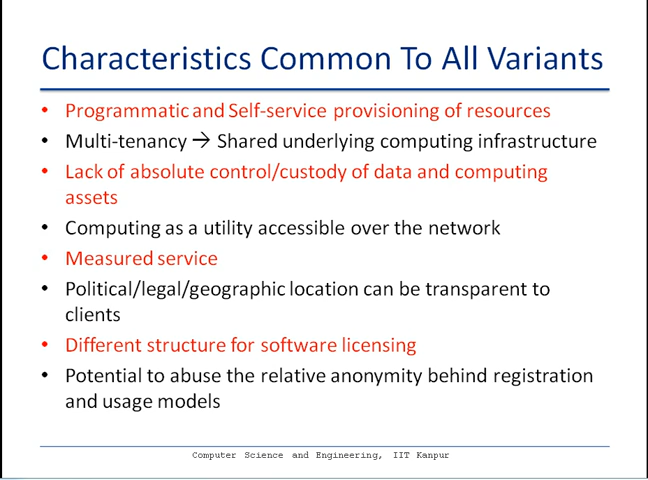 Characteristics Common To All Variants
• Programmatic and Self-service provisioning of resources
• Multi-tenancy → Shared underlying computing infrastructure
• Lack of absolute control/custody of data and computing
assets
• Computing as a utility accessible over the network
• Measured service
• Political/legal/geographic location can be transparent to
clients
• Different structure for software licensing
• Potential to abuse the relative anonymity behind registration
and usage models
Computer Science and Engineering, IIT Kanpur